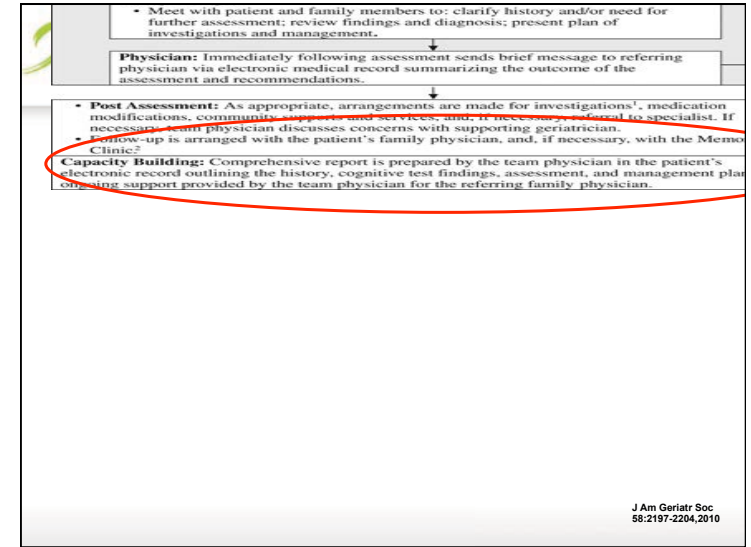 • Meet with patient and family members to: clarify history and/or need for
further assessment; review findings and diagnosis; present plan of
investigations and management.
Physician: Immediately following assessment sends brief message to referring
physician via electronic medical record summarizing the outcome of the
assessment and recommendations.
• Post Assessment: As appropriate, arrangements are made for investigations¹, medication
modifications, community supports and services, and, if necessary, referral to specialist. If
necessary, team physician discusses concerns with supporting geriatrician.
• Follow-up is arranged with the patient's family physician, and, if necessary, with the Memo
Clinic.²
Capacity Building: Comprehensive report is prepared by the team physician in the patient's
electronic record outlining the history, cognitive test findings, assessment, and management plan
ongoing support provided by the team physician for the referring family physician.
J Am Geriatr Soc
58:2197-2204,2010